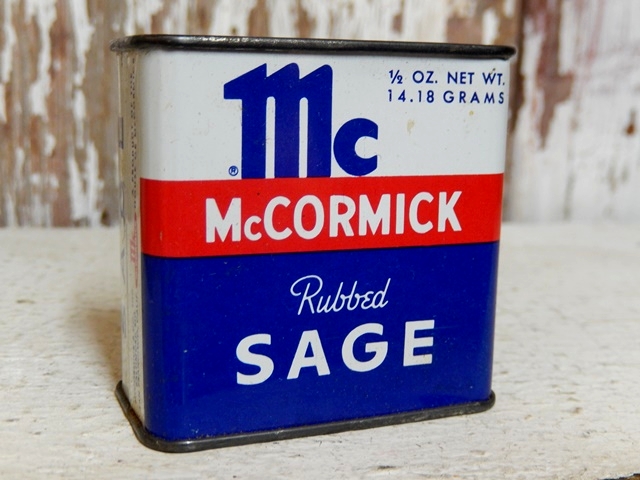 ½ OZ. NET WT.
14.18 GRAMS
Mc
®
McCORMICK
Rubbed
SAGE